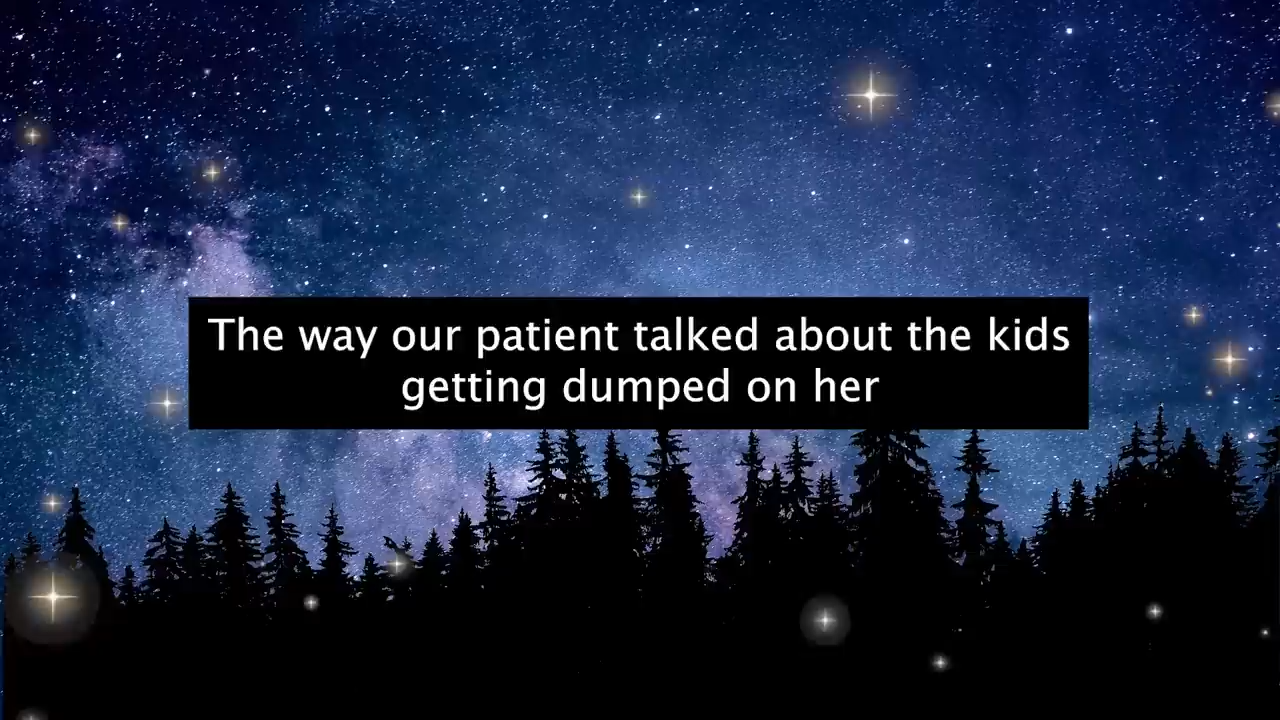 The way our patient talked about the kids
getting dumped on her